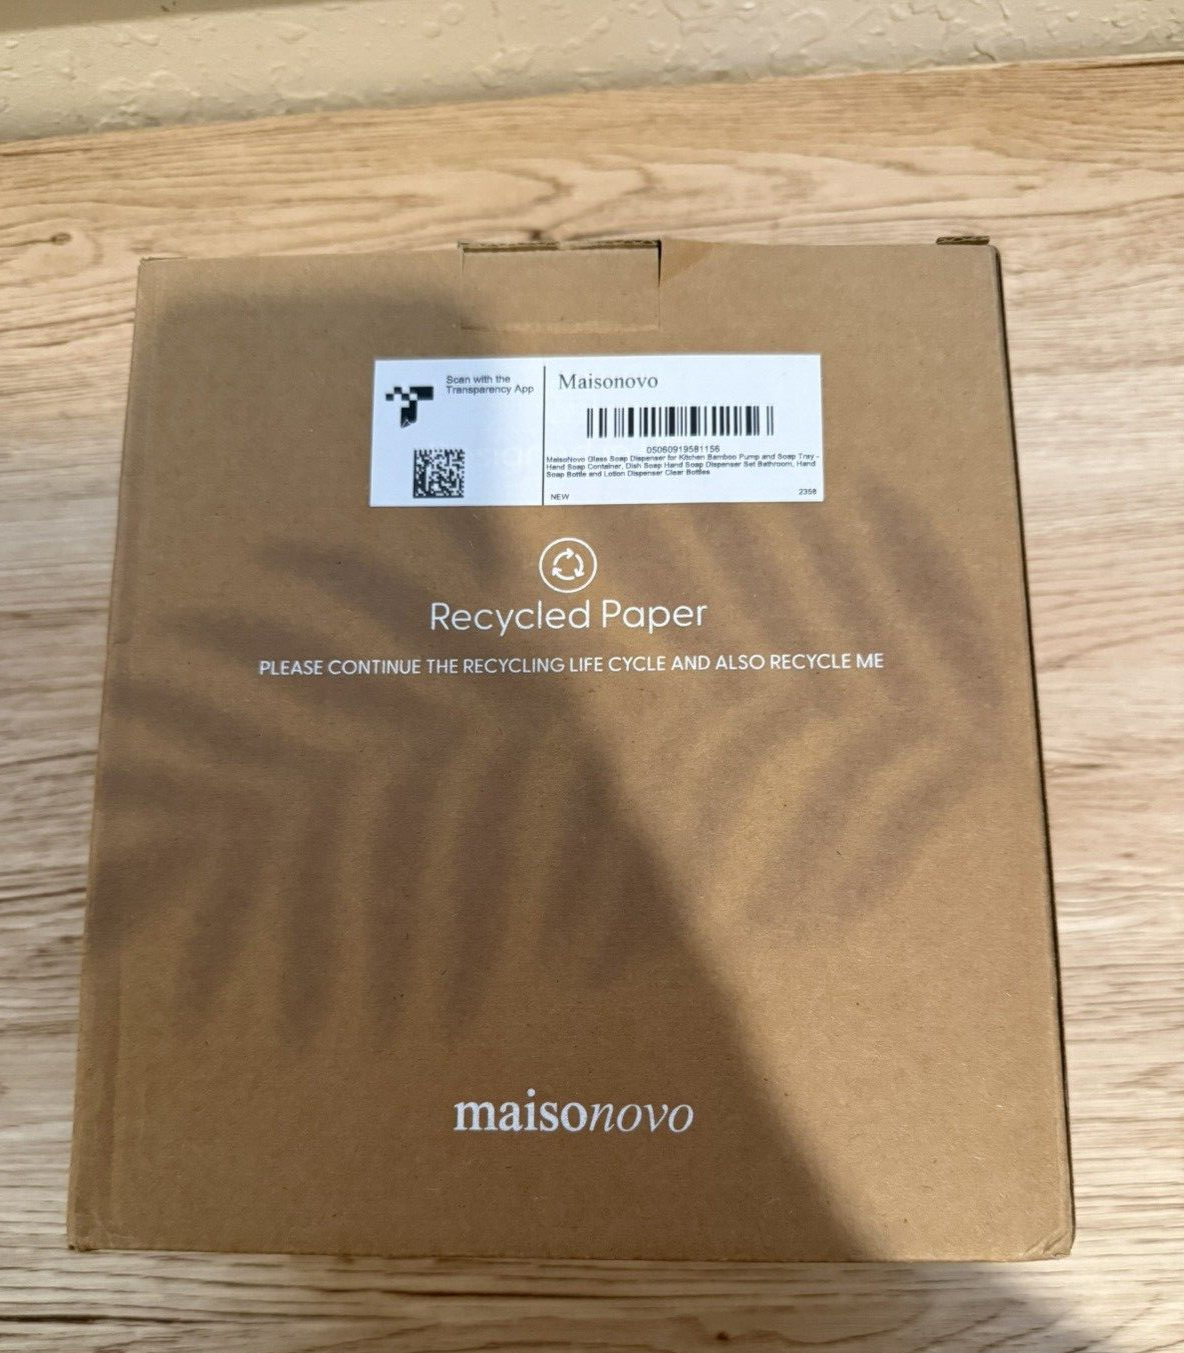 Scan with the
Transparency App
Maisonovo
05060919581156
MaisoNovo Glass Soap Dispenser for Kitchen Bamboo Pump and Soap Tray -
Hand Soap Container, Dish Soap Hand Soap Dispenser Set Bathroom, Hand
Soap Bottle and Lotion Dispenser Clear Bottles
NEW
2358
Recycled Paper
PLEASE CONTINUE THE RECYCLING LIFE CYCLE AND ALSO RECYCLE ME
maisonovo